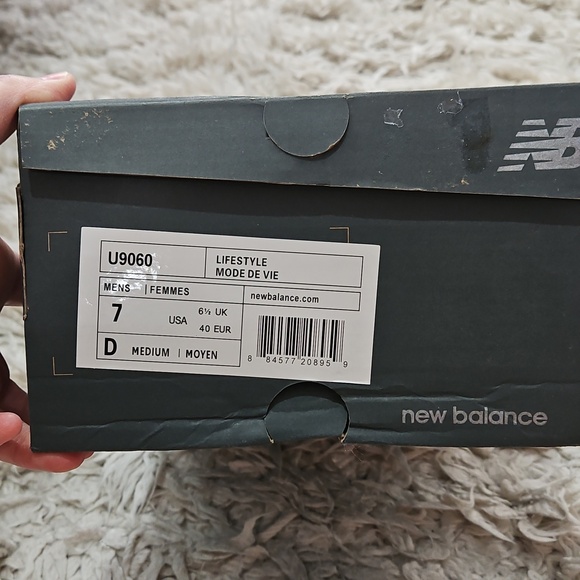 NB
U9060
LIFESTYLE
MODE DE VIE
MENS | FEMMES
newbalance.com
7
USA
6½ UK
40 EUR
D MEDIUM | MOYEN
8 84577 20895 9
new balance